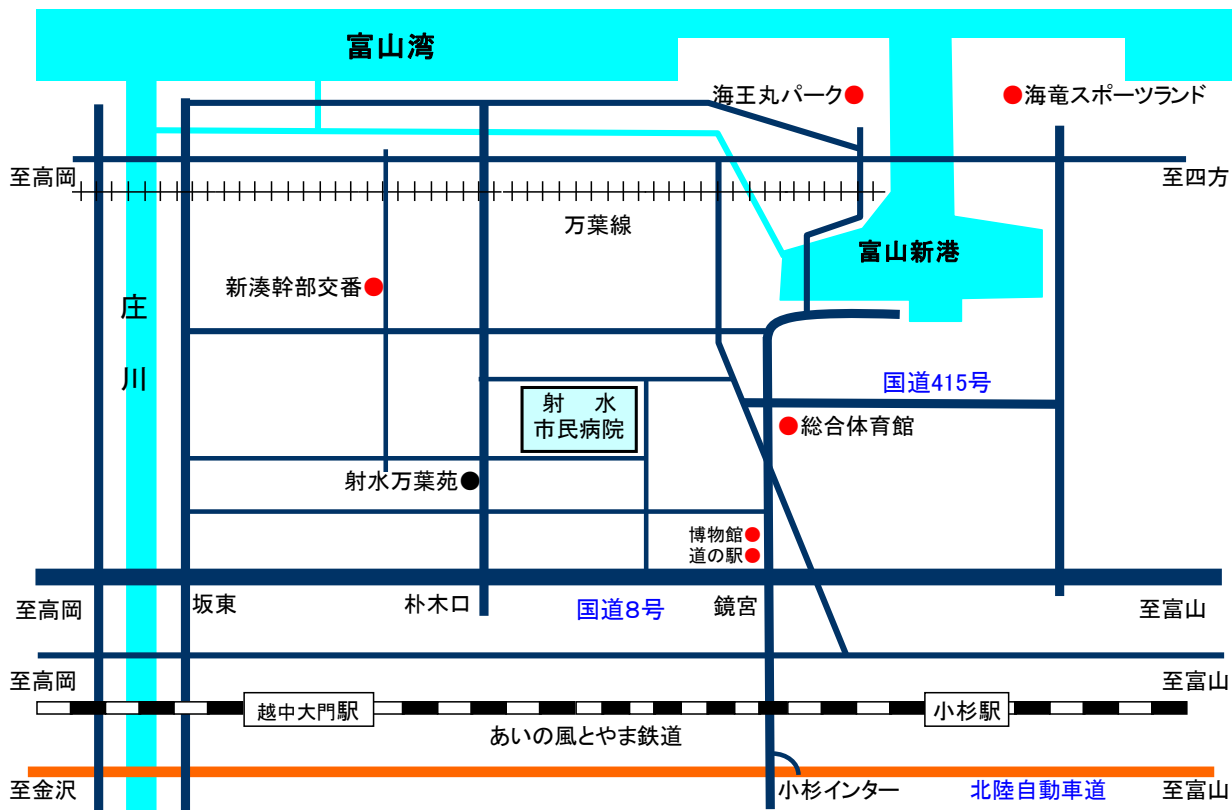 富山湾
海王丸パーク
海竜スポーツランド
至高岡
至四方
万葉線
富山新港
新湊幹部交番
庄
川
国道415号
射　水
市民病院
総合体育館
射水万葉苑
博物館
道の駅
至高岡
坂東
朴木口
国道8号
鏡宮
至富山
至高岡
至富山
越中大門駅
小杉駅
あいの風とやま鉄道
至金沢
小杉インター
北陸自動車道
至富山